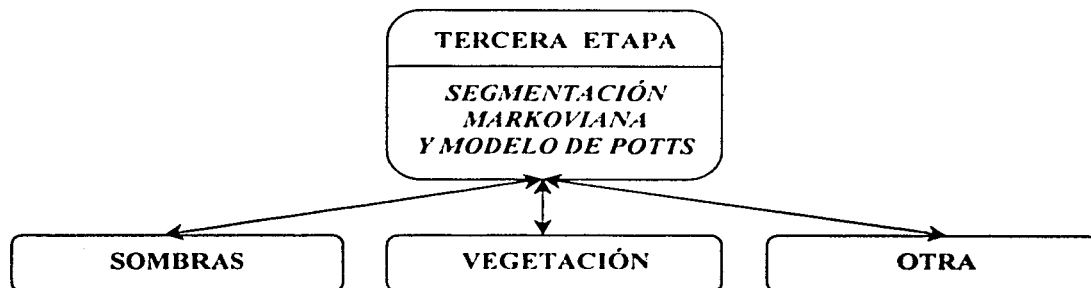 TERCERA ETAPA
SEGMENTACIÓN
MARKOVIANA
Y MODELO DE POTTS
SOMBRAS
VEGETACIÓN
OTRA